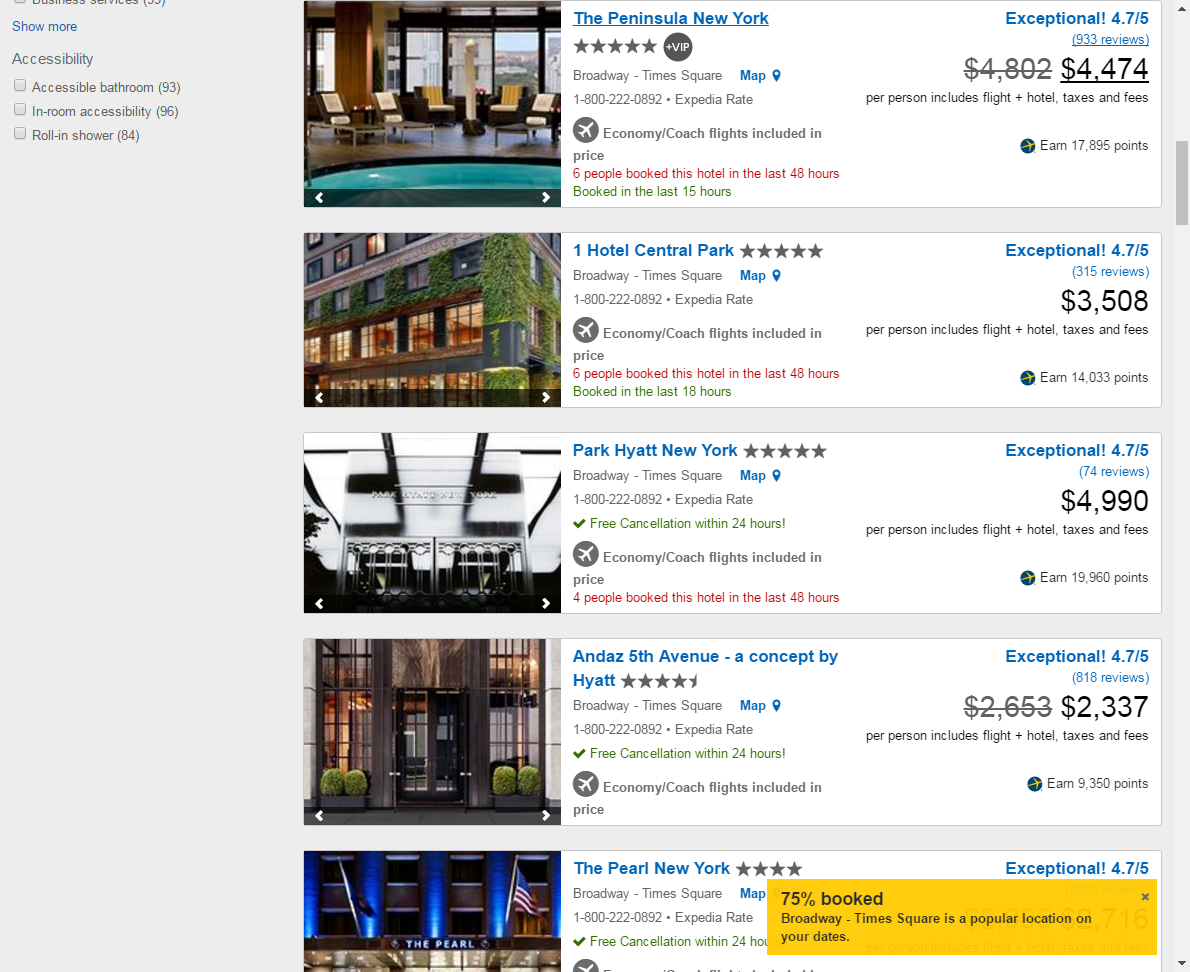 Business services (99)
Show more
Accessibility
Accessible bathroom (93)
In-room accessibility (96)
Roll-in shower (84)
The Peninsula New York
+VIP
Broadway - Times Square Map
1-800-222-0892 • Expedia Rate
Economy/Coach flights included in
price
6 people booked this hotel in the last 48 hours
Booked in the last 15 hours
Exceptional! 4.7/5
(933 reviews)
$4,802 $4,474
per person includes flight + hotel, taxes and fees
Earn 17,895 points
1 Hotel Central Park
Broadway - Times Square Map
1-800-222-0892 • Expedia Rate
Economy/Coach flights included in
price
6 people booked this hotel in the last 48 hours
Booked in the last 18 hours
Exceptional! 4.7/5
(315 reviews)
$3,508
per person includes flight + hotel, taxes and fees
Earn 14,033 points
PARK HYATT NEW YORK
Park Hyatt New York
Broadway - Times Square Map
1-800-222-0892 • Expedia Rate
Free Cancellation within 24 hours!
Economy/Coach flights included in
price
4 people booked this hotel in the last 48 hours
Exceptional! 4.7/5
(74 reviews)
$4,990
per person includes flight + hotel, taxes and fees
Earn 19,960 points
Andaz 5th Avenue - a concept by
Hyatt
Broadway - Times Square Map
1-800-222-0892 • Expedia Rate
Free Cancellation within 24 hours!
Economy/Coach flights included in
price
Exceptional! 4.7/5
(818 reviews)
$2,653 $2,337
per person includes flight + hotel, taxes and fees
Earn 9,350 points
THE PEARL
The Pearl New York
Broadway - Times Square Map
1-800-222-0892 • Expedia Rate
Free Cancellation within 24
Exceptional! 4.7/5
$2,716
per person includes flight + hotel, taxes and fees
75% booked
Broadway - Times Square is a popular location on
your dates.